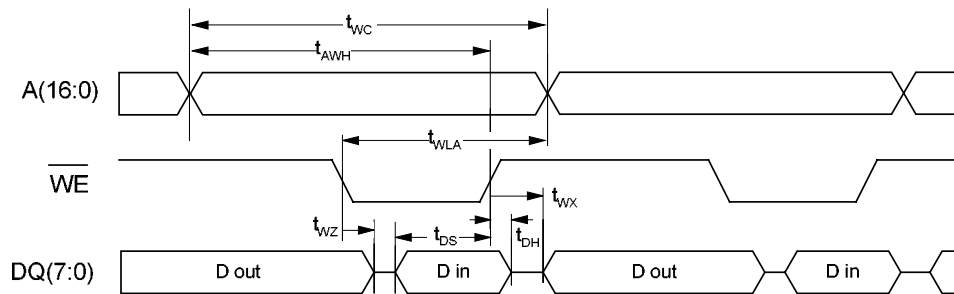 tWC
tAWH
A(16:0)
tWLA
WE
tWX
tWZ
tDS
tDH
DQ(7:0)
D out
D in
D out
D in